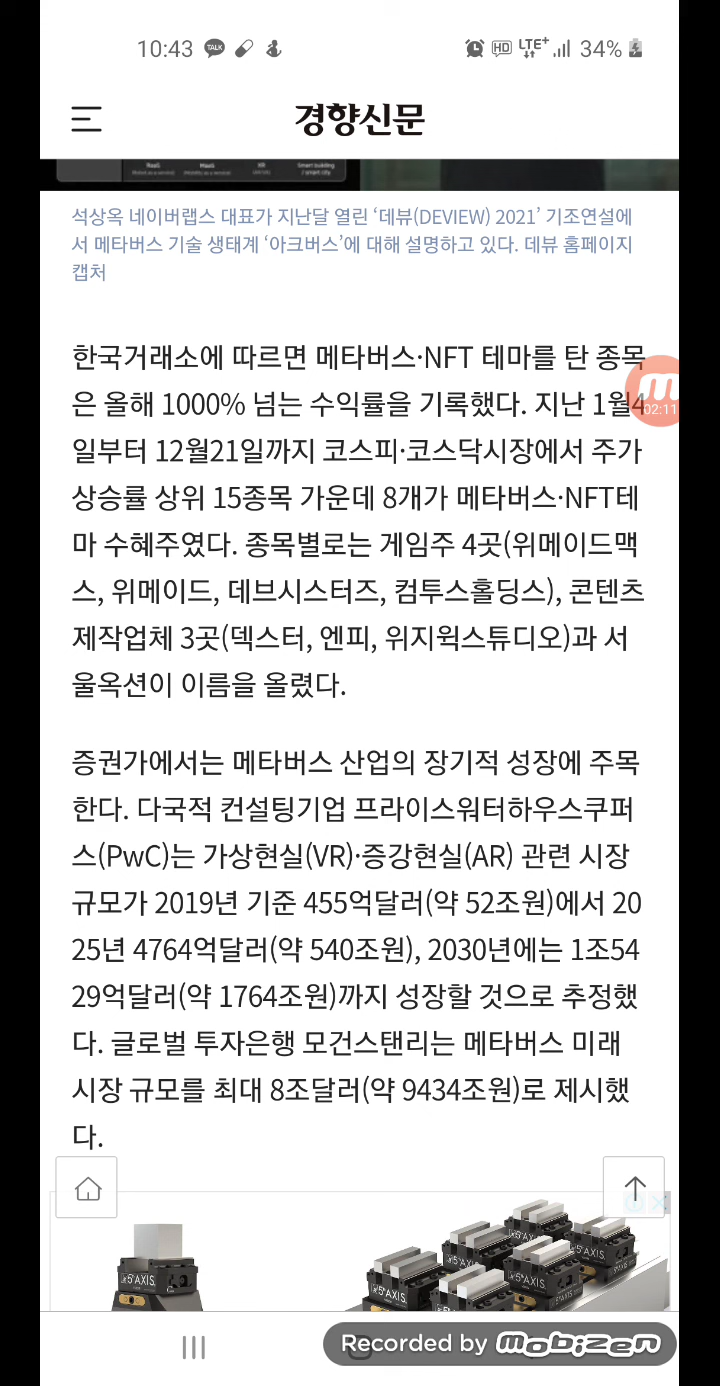 10:43 TALK HD LTE+ 34%
경향신문
석상옥 네이버랩스 대표가 지난달 열린 ‘데뷰(DEVIEW) 2021’ 기조연설에
서 메타버스 기술 생태계 ‘아크버스’에 대해 설명하고 있다. 데뷰 홈페이지
캡처
한국거래소에 따르면 메타버스·NFT 테마를 탄 종목
은 올해 1000% 넘는 수익률을 기록했다. 지난 1월4
02:11
일부터 12월21일까지 코스피·코스닥시장에서 주가
상승률 상위 15종목 가운데 8개가 메타버스·NFT테
마 수혜주였다. 종목별로는 게임주 4곳(위메이드맥
스, 위메이드, 데브시스터즈, 컴투스홀딩스), 콘텐츠
제작업체 3곳(덱스터, 엔피, 위지윅스튜디오)과 서
울옥션이 이름을 올렸다.
증권가에서는 메타버스 산업의 장기적 성장에 주목
한다. 다국적 컨설팅기업 프라이스워터하우스쿠퍼
스(PwC)는 가상현실(VR)·증강현실(AR) 관련 시장
규모가 2019년 기준 455억달러(약 52조원)에서 20
25년 4764억달러(약 540조원), 2030년에는 1조54
29억달러(약 1764조원)까지 성장할 것으로 추정했
다. 글로벌 투자은행 모건스탠리는 메타버스 미래
시장 규모를 최대 8조달러(약 9434조원)로 제시했
다.
5°AXIS
5°AXIS
5°AXIS
5°AXIS
Recorded by mobizen